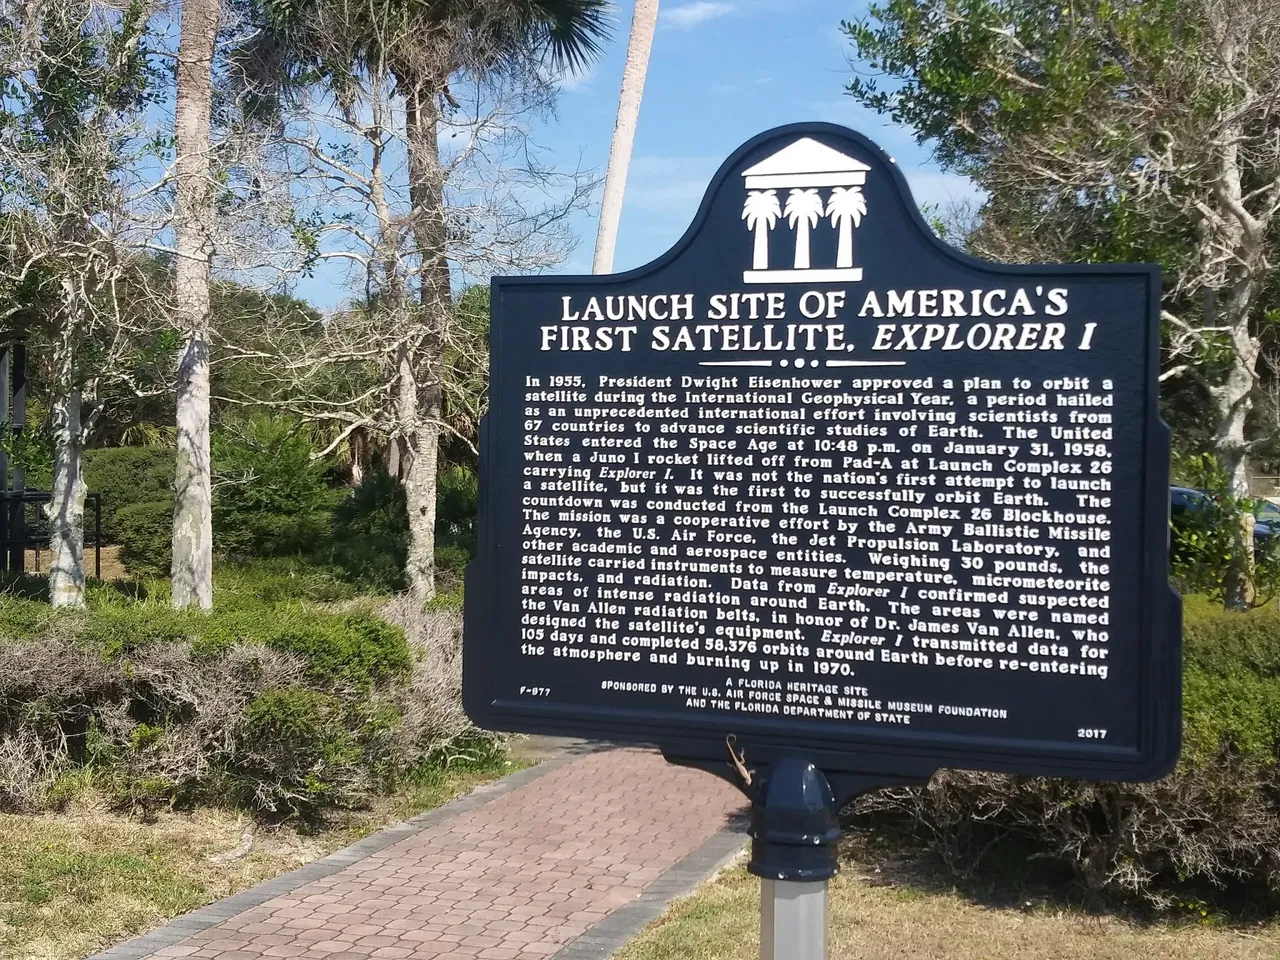 LAUNCH SITE OF AMERICA'S
FIRST SATELLITE, EXPLORER I
In 1955, President Dwight Eisenhower approved a plan to orbit a
satellite during the International Geophysical Year, a period hailed
as an unprecedented international effort involving scientists from
67 countries to advance scientific studies of Earth. The United
States entered the Space Age at 10:48 p.m. on January 31, 1958,
when a Juno I rocket lifted off from Pad-A at Launch Complex 26
carrying Explorer I. It was not the nation's first attempt to launch
a satellite, but it was the first to successfully orbit Earth. The
countdown was conducted from the Launch Complex 26 Blockhouse.
The mission was a cooperative effort by the Army Ballistic Missile
Agency, the U.S. Air Force, the Jet Propulsion Laboratory, and
other academic and aerospace entities. Weighing 30 pounds, the
satellite carried instruments to measure temperature, micrometeorite
impacts, and radiation. Data from Explorer I confirmed suspected
areas of intense radiation around Earth. The areas were named
the Van Allen radiation belts, in honor of Dr. James Van Allen, who
designed the satellite's equipment. Explorer I transmitted data for
105 days and completed 58,376 orbits around Earth before re-entering
the atmosphere and burning up in 1970.
A FLORIDA HERITAGE SITE
SPONSORED BY THE U.S. AIR FORCE SPACE & MISSILE MUSEUM FOUNDATION
AND THE FLORIDA DEPARTMENT OF STATE
F-977
2017